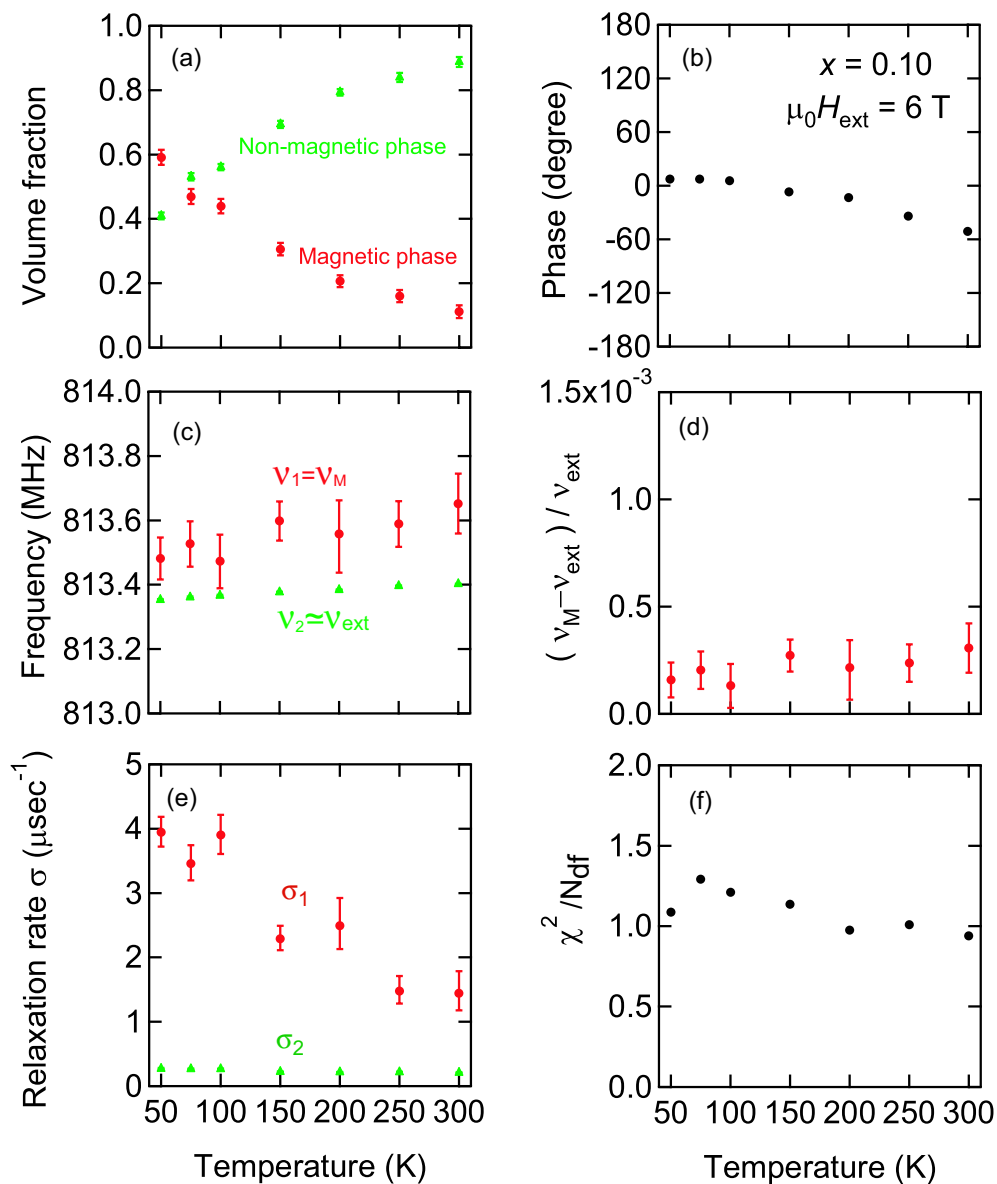 (a)
1.0
0.8
0.6
0.4
0.2
0.0
Volume fraction
Non-magnetic phase
Magnetic phase
(b)
x = 0.10
μ0Hext = 6 T
180
120
60
0
-60
-120
-180
Phase (degree)
(c)
814.0
813.8
813.6
813.4
813.2
813.0
Frequency (MHz)
ν1=νM
ν2≃νext
(d)
1.5x10-3
1.0
0.5
0.0
( νM−νext ) / νext
(e)
5
4
3
2
1
0
Relaxation rate σ (μsec-1)
σ1
σ2
50 100 150 200 250 300
Temperature (K)
(f)
2.0
1.5
1.0
0.5
0.0
χ2 /Ndf
50 100 150 200 250 300
Temperature (K)